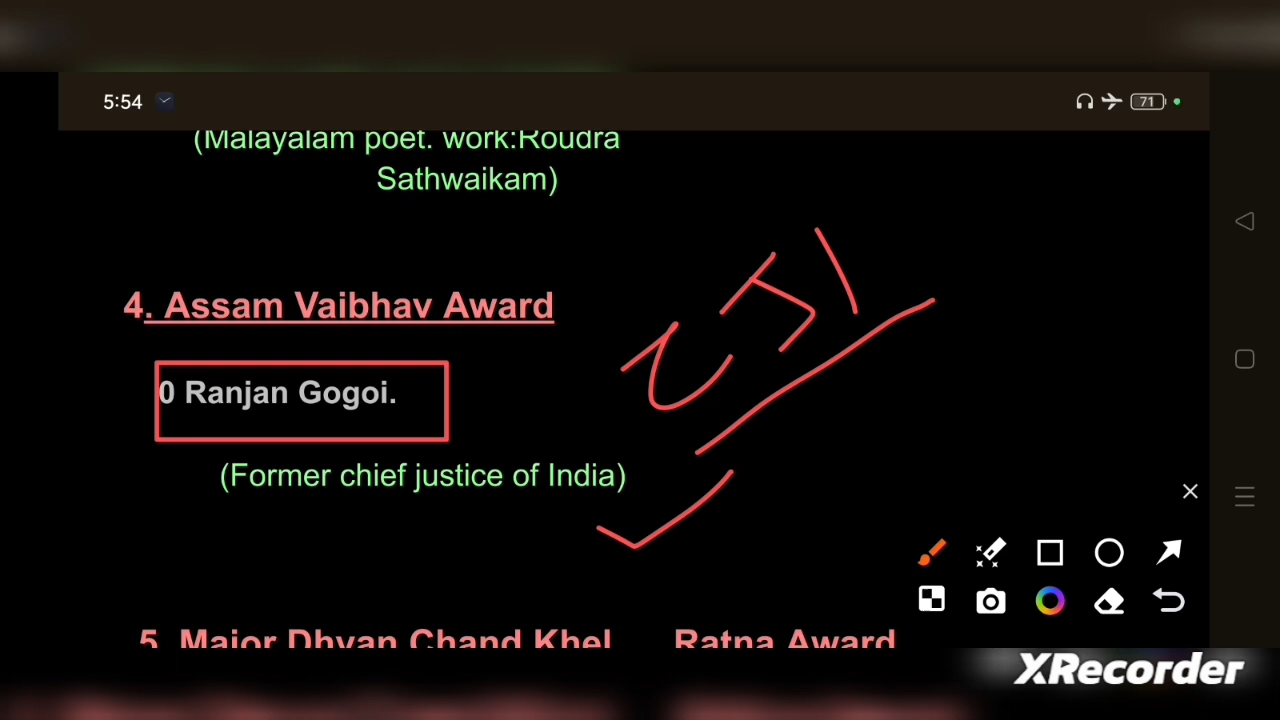 5:54
71
(Malayalam poet. work:Roudra
Sathwaikam)
4. Assam Vaibhav Award
0 Ranjan Gogoi.
CJI
(Former chief justice of India)
5. Major Dhyan Chand Khel Ratna Award
XRecorder